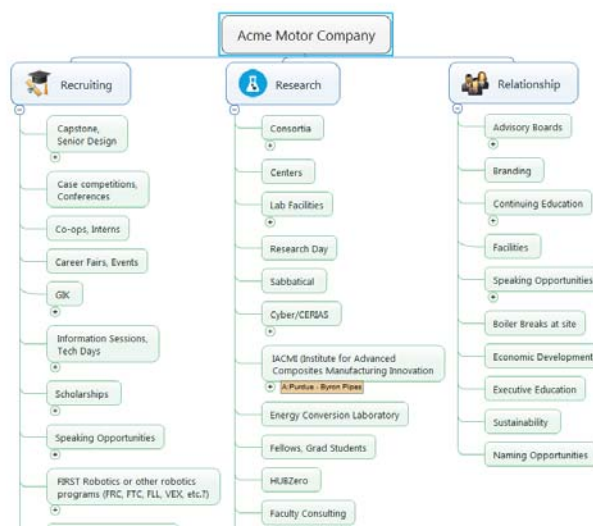 Acme Motor Company
Recruiting
Capstone,
Senior Design
Case competitions,
Conferences
Co-ops, Interns
Career Fairs, Events
GIK
Information Sessions,
Tech Days
Scholarships
Speaking Opportunities
FIRST Robotics or other robotics
programs (FRC, FTC, FLL, VEX, etc.?)
Research
Consortia
Centers
Lab Facilities
Research Day
Sabbatical
Cyber/CERIAS
IACMI (Institute for Advanced
Composites Manufacturing Innovation
A:Purdue - Byron Pipes
Energy Conversion Laboratory
Fellows, Grad Students
HUBZero
Faculty Consulting
Relationship
Advisory Boards
Branding
Continuing Education
Facilities
Speaking Opportunities
Boiler Breaks at site
Economic Development
Executive Education
Sustainability
Naming Opportunities